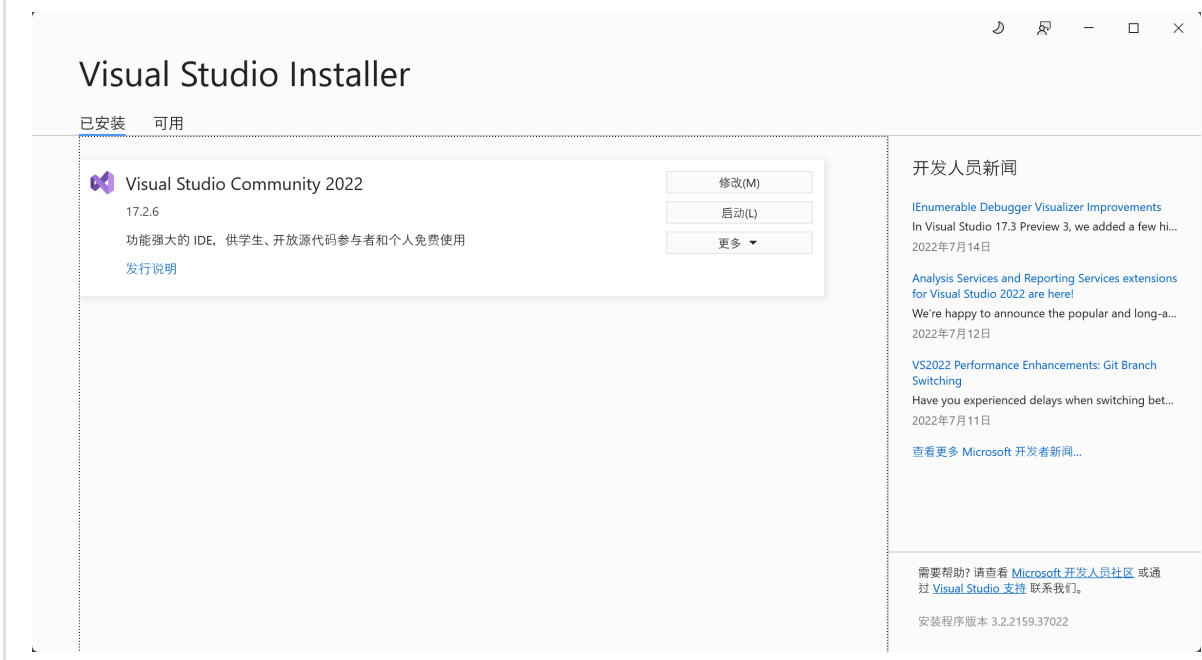 Visual Studio Installer
已安装
可用
Visual Studio Community 2022
17.2.6
功能强大的 IDE，供学生、开放源代码参与者和个人免费使用
发行说明
修改(M)
启动(L)
更多
开发人员新闻
IEnumerable Debugger Visualizer Improvements
In Visual Studio 17.3 Preview 3, we added a few hi...
2022年7月14日
Analysis Services and Reporting Services extensions
for Visual Studio 2022 are here!
We're happy to announce the popular and long-a...
2022年7月12日
VS2022 Performance Enhancements: Git Branch
Switching
Have you experienced delays when switching bet...
2022年7月11日
查看更多 Microsoft 开发者新闻...
需要帮助? 请查看 Microsoft 开发人员社区 或通
过 Visual Studio 支持 联系我们。
安装程序版本 3.2.2159.37022